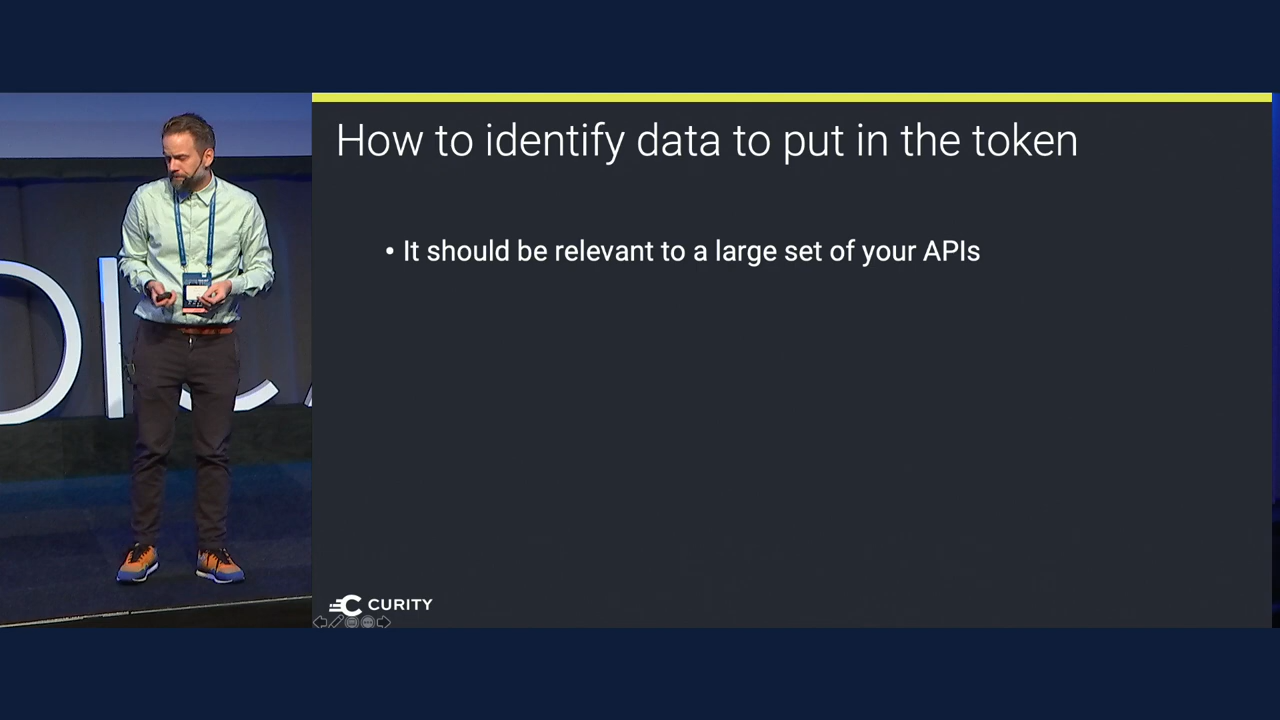 How to identify data to put in the token
• It should be relevant to a large set of your APIs
CURITY